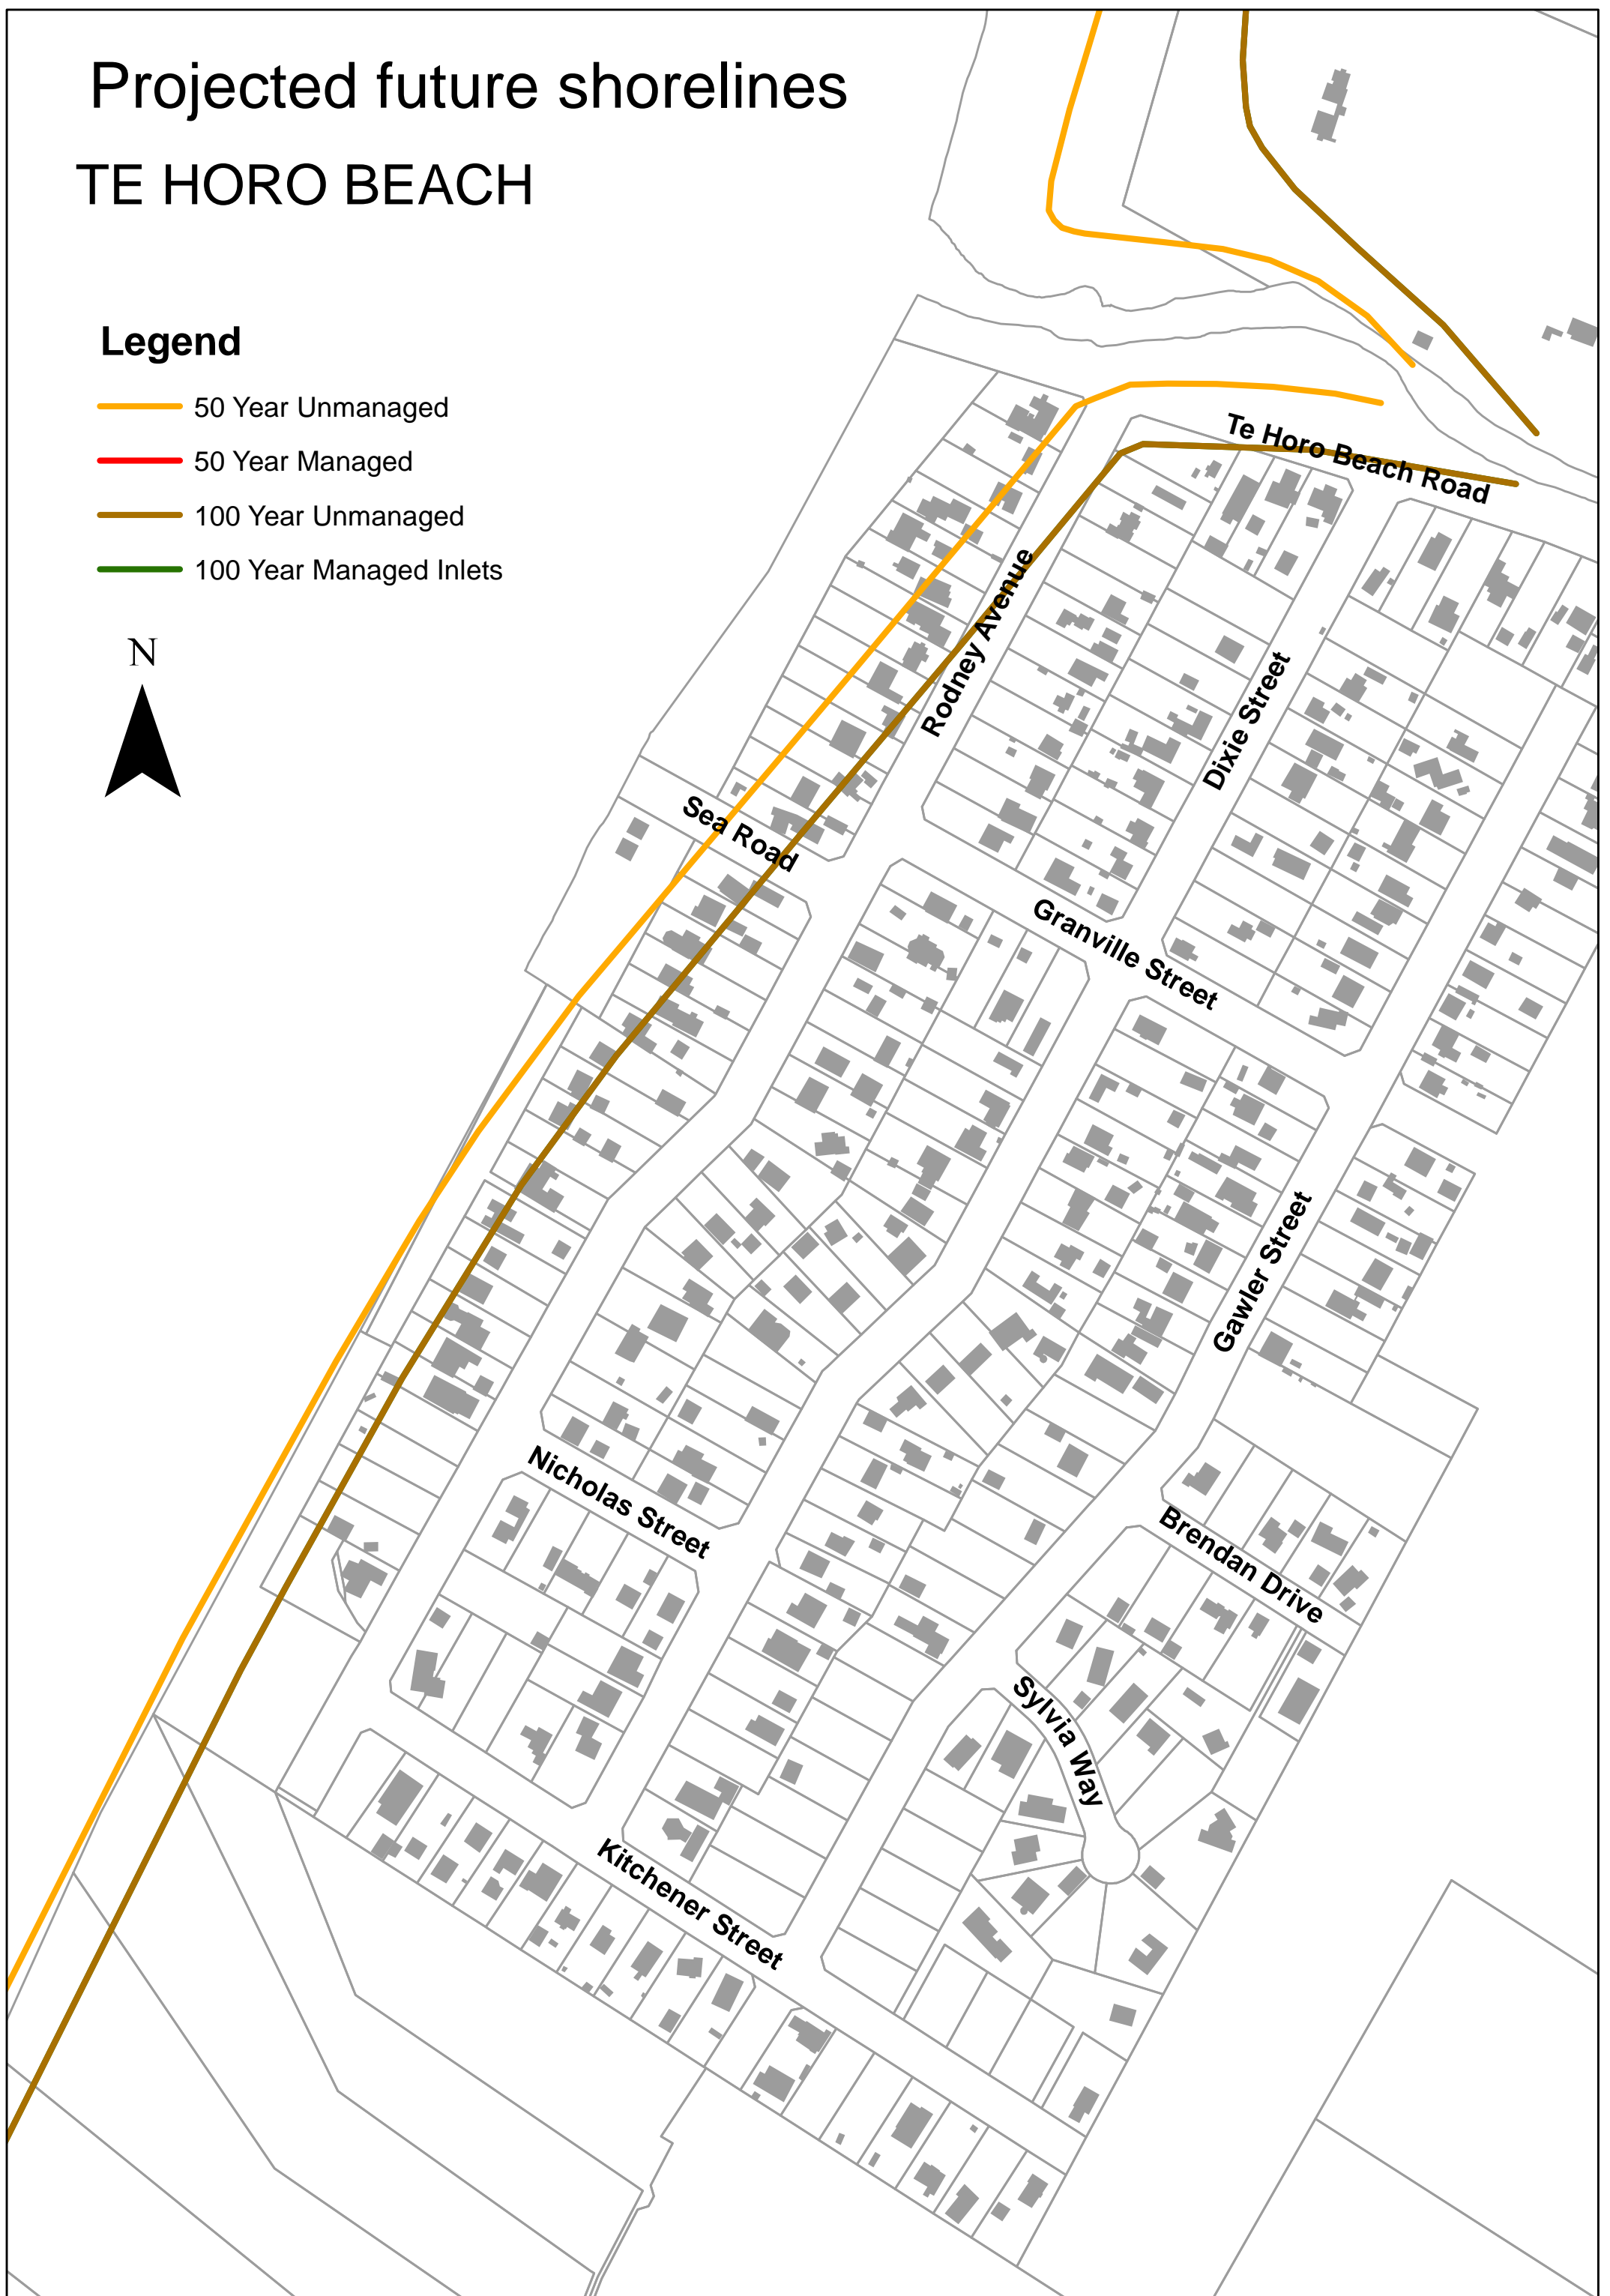 Projected future shorelines
TE HORO BEACH
Legend
50 Year Unmanaged
50 Year Managed
100 Year Unmanaged
100 Year Managed Inlets
N
Te Horo Beach Road
Rodney Avenue
Dixie Street
Sea Road
Granville Street
Gawler Street
Nicholas Street
Brendan Drive
Sylvia Way
Kitchener Street